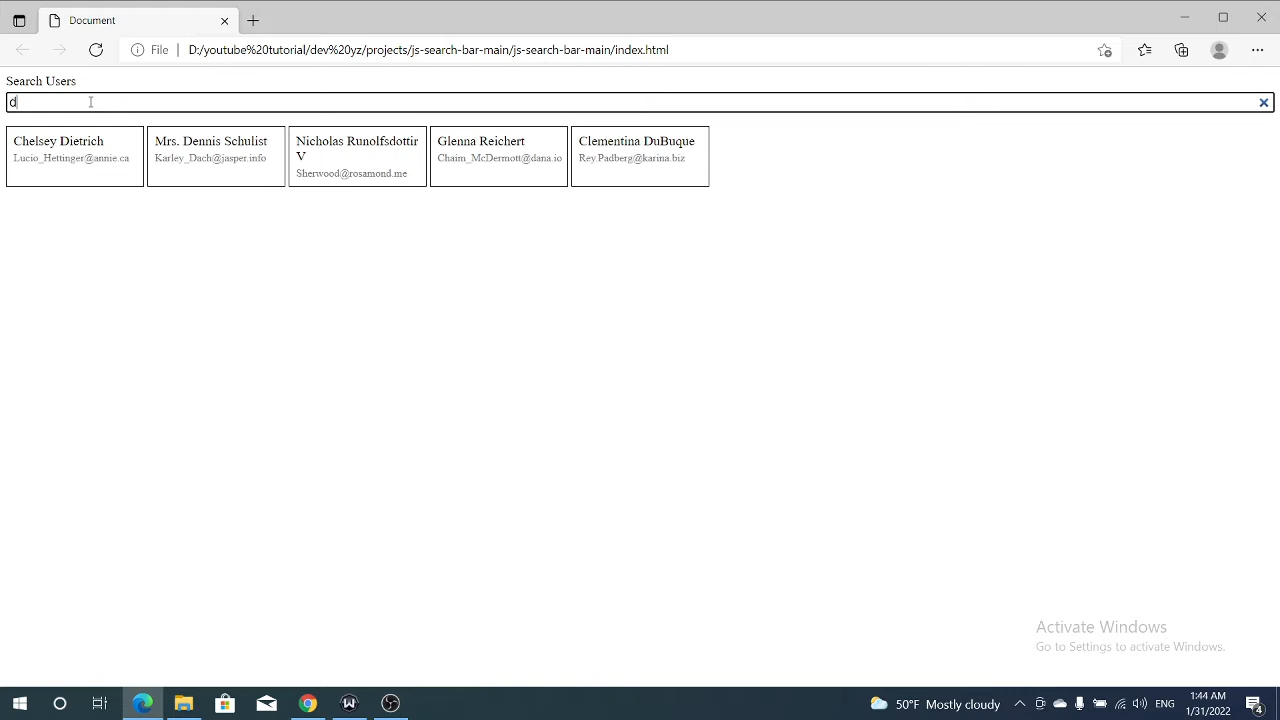 Document
File
D:/youtube%20tutorial/dev%20yz/projects/js-search-bar-main/js-search-bar-main/index.html
Search Users
d
Chelsey Dietrich
Lucio_Hettinger@annie.ca
Mrs. Dennis Schulist
Karley_Dach@jasper.info
Nicholas Runolfsdottir
V
Sherwood@rosamond.me
Glenna Reichert
Chaim_McDermott@dana.io
Clementina DuBuque
Rey.Padberg@karina.biz
Activate Windows
Go to Settings to activate Windows.
50°F Mostly cloudy
ENG
1:44 AM
1/31/2022
4